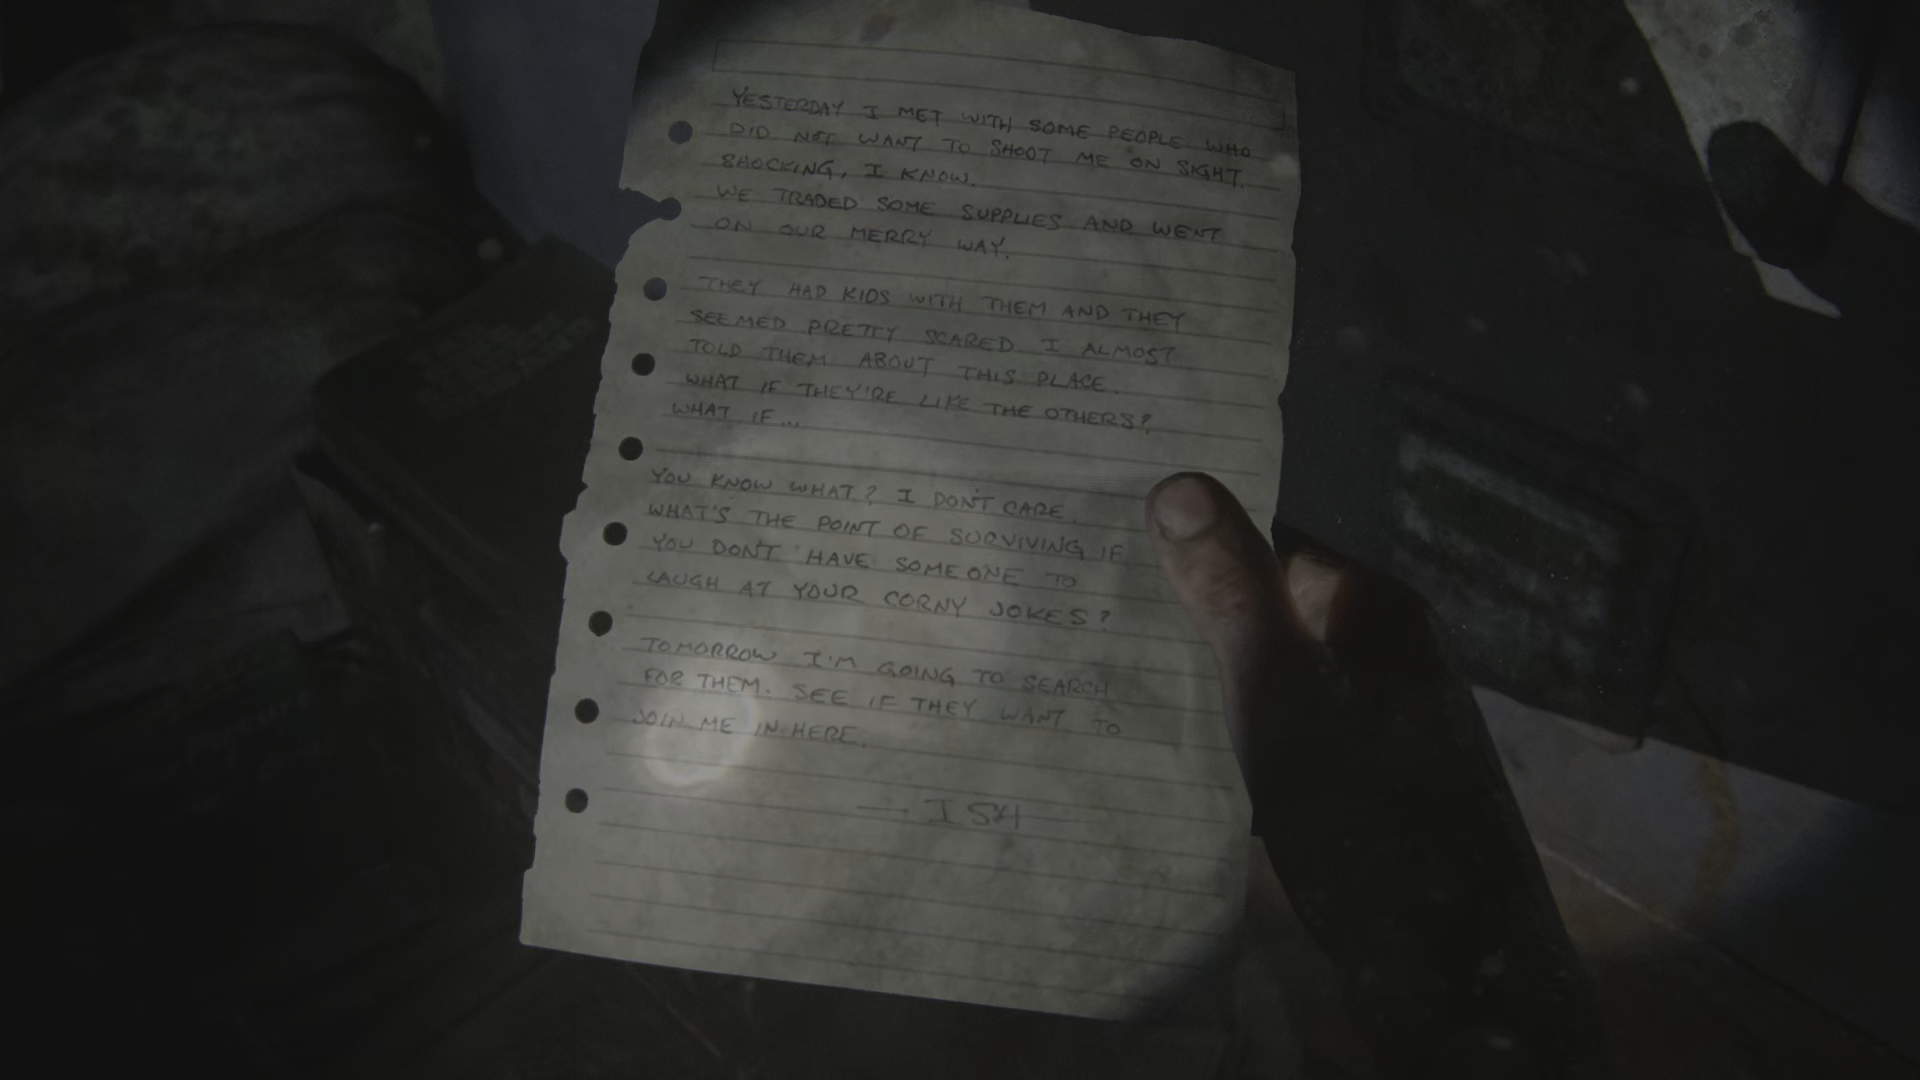 YESTERDAY I MET WITH SOME PEOPLE WHO
DID NOT WANT TO SHOOT ME ON SIGHT.
SHOCKING, I KNOW.
WE TRADED SOME SUPPLIES AND WENT
ON OUR MERRY WAY.
THEY HAD KIDS WITH THEM AND THEY
SEEMED PRETTY SCARED. I ALMOST
TOLD THEM ABOUT THIS PLACE.
WHAT IF THEY'RE LIKE THE OTHERS?
WHAT IF...
YOU KNOW WHAT? I DON'T CARE.
WHAT'S THE POINT OF SURVIVING IF
YOU DON'T HAVE SOMEONE TO
LAUGH AT YOUR CORNY JOKES?
TOMORROW I'M GOING TO SEARCH
FOR THEM. SEE IF THEY WANT TO
JOIN ME IN HERE.
— ISH